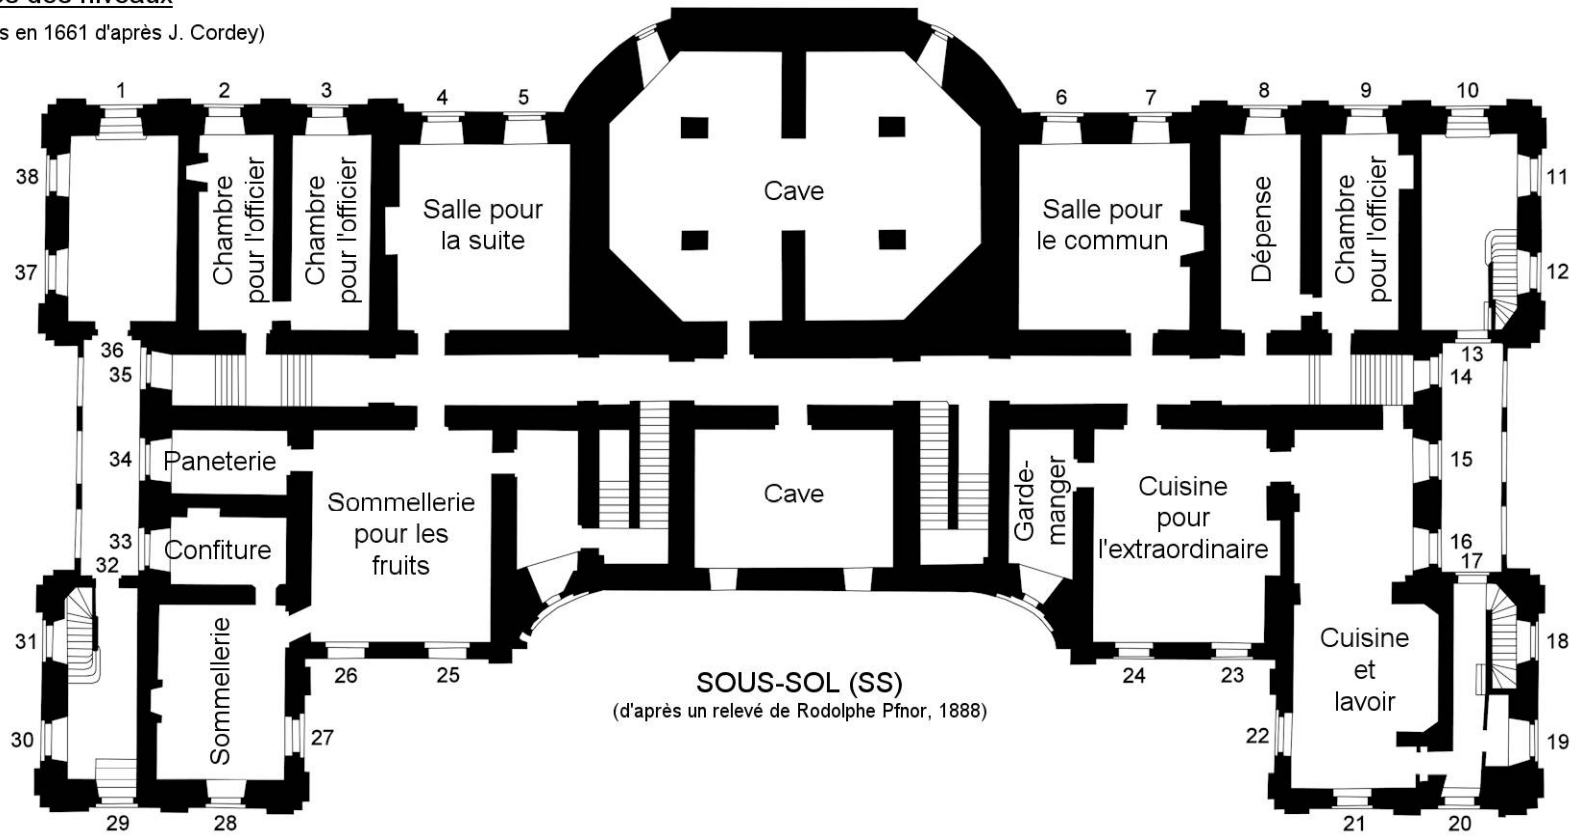 s en 1661 d'après J. Cordey)
1
2
3
4
5
6
7
8
9
10
38
37
11
12
Chambre
pour l'officier
Chambre
pour l'officier
Salle pour
la suite
Cave
Salle pour
le commun
Dépense
Chambre
pour l'officier
36
35
13
14
34
Paneterie
33
32
Confiture
Sommellerie
pour les
fruits
Cave
Garde-
manger
Cuisine
pour
l'extraordinaire
15
16
17
31
30
Sommellerie
26
25
27
SOUS-SOL (SS)
(d'après un relevé de Rodolphe Pfnor, 1888)
24
23
22
Cuisine
et
lavoir
18
19
29
28
21
20